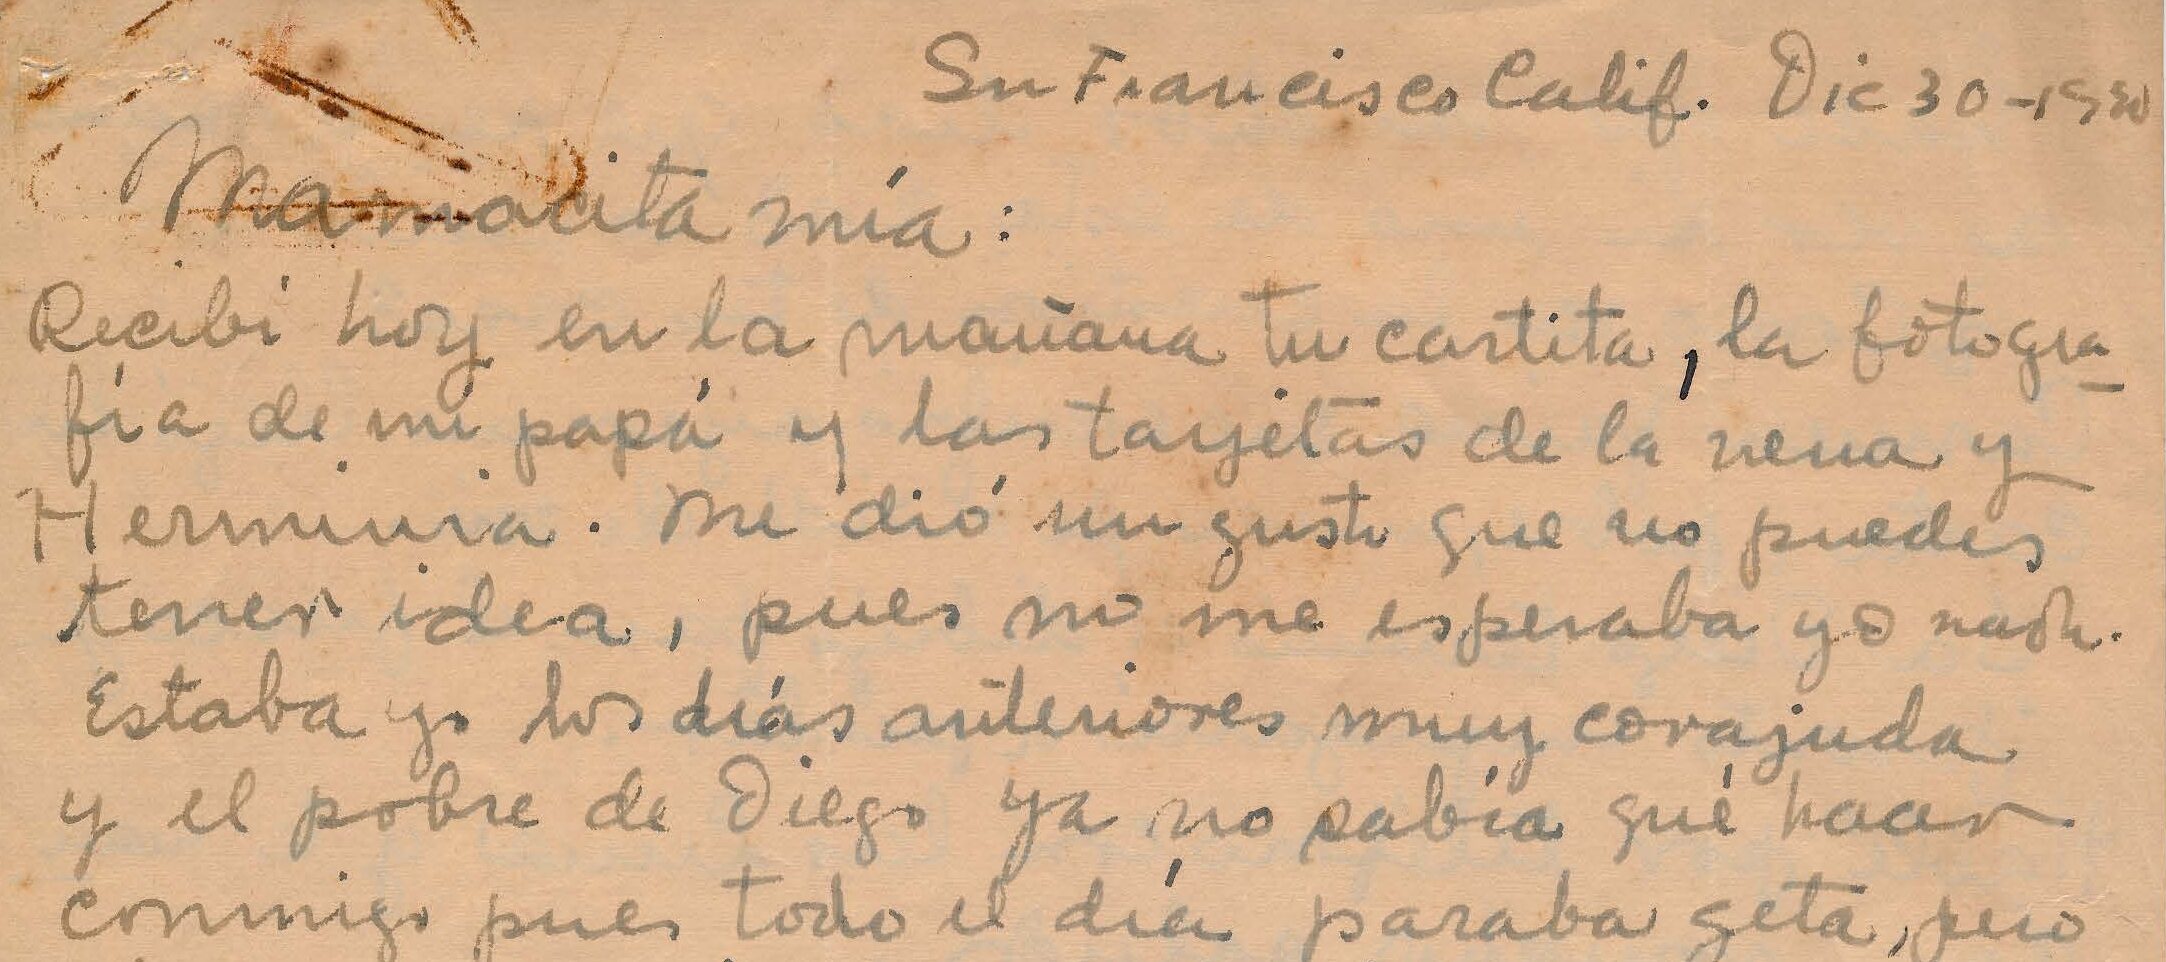 Sn Francisco Calif. Dic 30-1930
Mamacita mía:
Recibí hoy en la mañana tu cartita, la fotogra-
fía de mi papá y las tarjetas de la nena y
Herminia. Me dió un gusto que no puedes
tener idea, pues no me esperaba yo nada.
Estaba yo los días anteriores muy corajuda
y el pobre de Diego ya no sabía qué hacer
conmigo pues todo el día paraba geta, pero